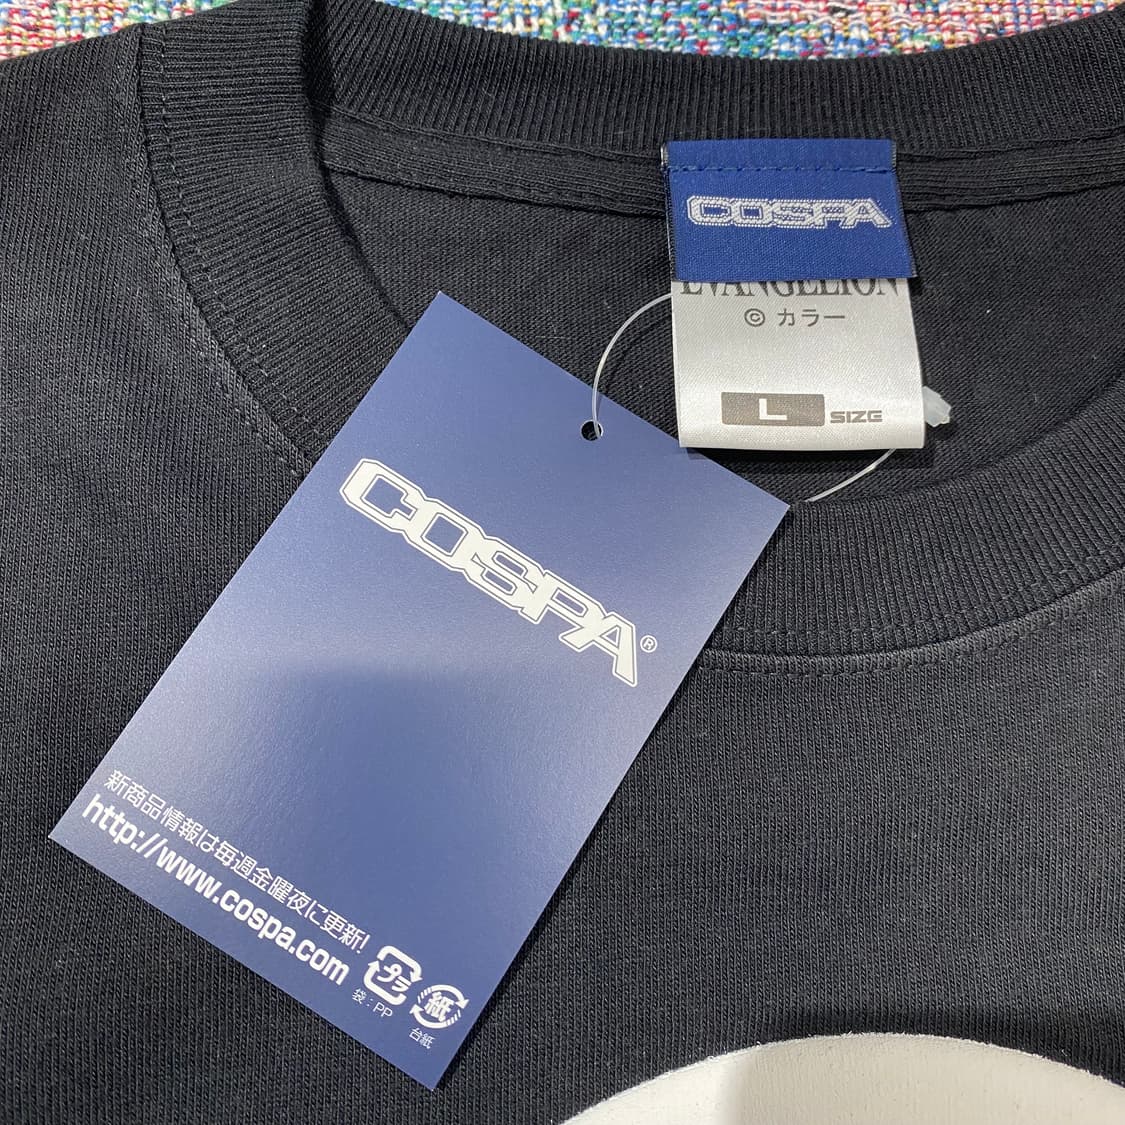 COSPA
EVANGELION
© カラー
L SIZE
COSPA®
新商品情報は毎週金曜夜に更新!
http://www.cospa.com
プラ
袋:PP
紙
台紙